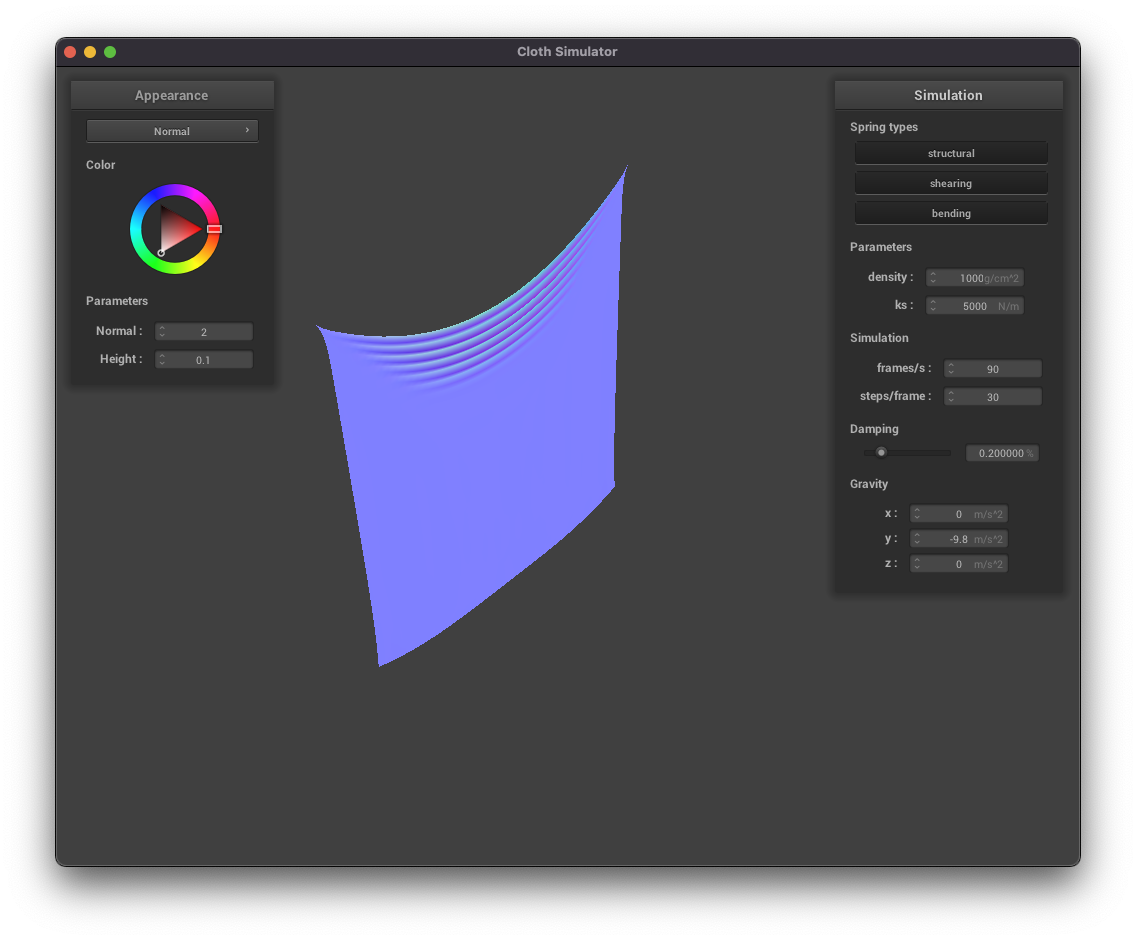 Cloth Simulator
Appearance
Normal
Color
Parameters
Normal : 2
Height : 0.1
Simulation
Spring types
structural
shearing
bending
Parameters
density : 1000 g/cm^2
ks : 5000 N/m
Simulation
frames/s : 90
steps/frame : 30
Damping
0.200000 %
Gravity
x : 0 m/s^2
y : -9.8 m/s^2
z : 0 m/s^2